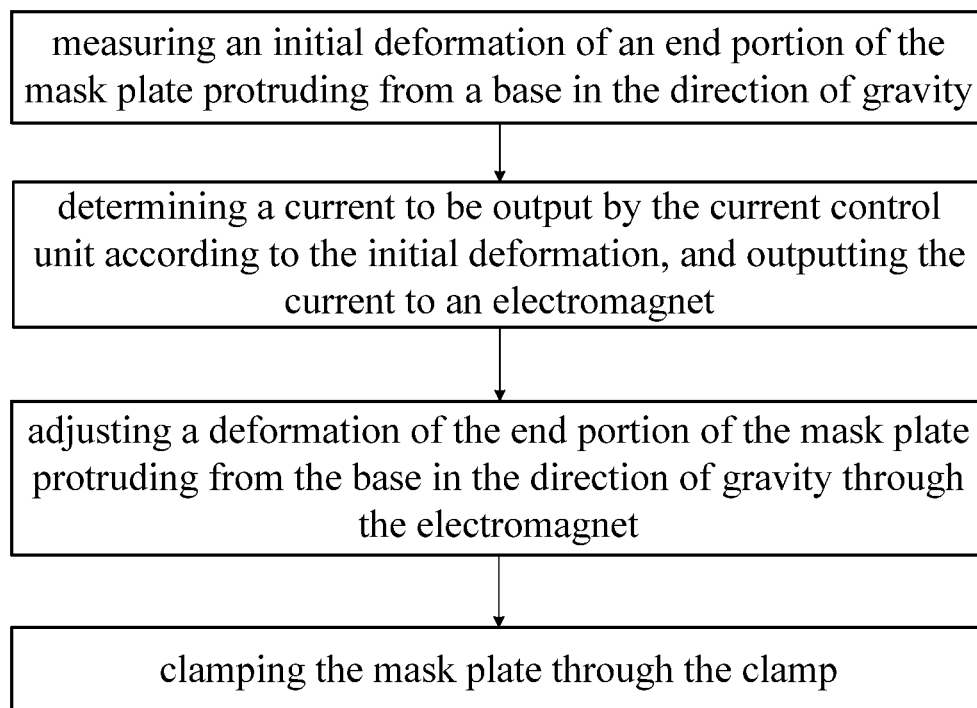 measuring an initial deformation of an end portion of the
mask plate protruding from a base in the direction of gravity
determining a current to be output by the current control
unit according to the initial deformation, and outputting the
current to an electromagnet
adjusting a deformation of the end portion of the mask plate
protruding from the base in the direction of gravity through
the electromagnet
clamping the mask plate through the clamp